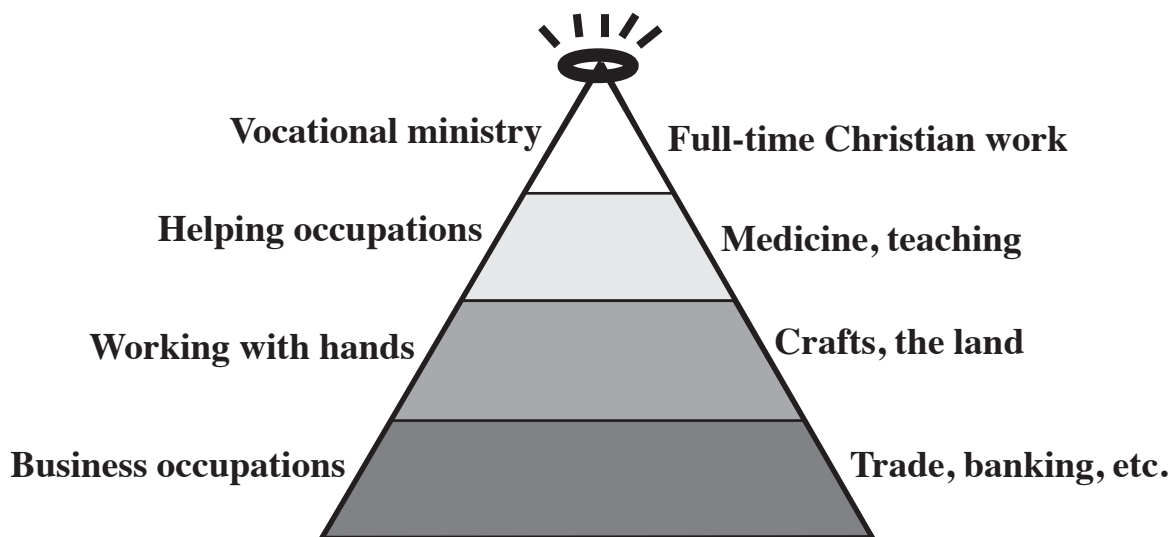 Vocational ministry
Full-time Christian work
Helping occupations
Medicine, teaching
Working with hands
Crafts, the land
Business occupations
Trade, banking, etc.